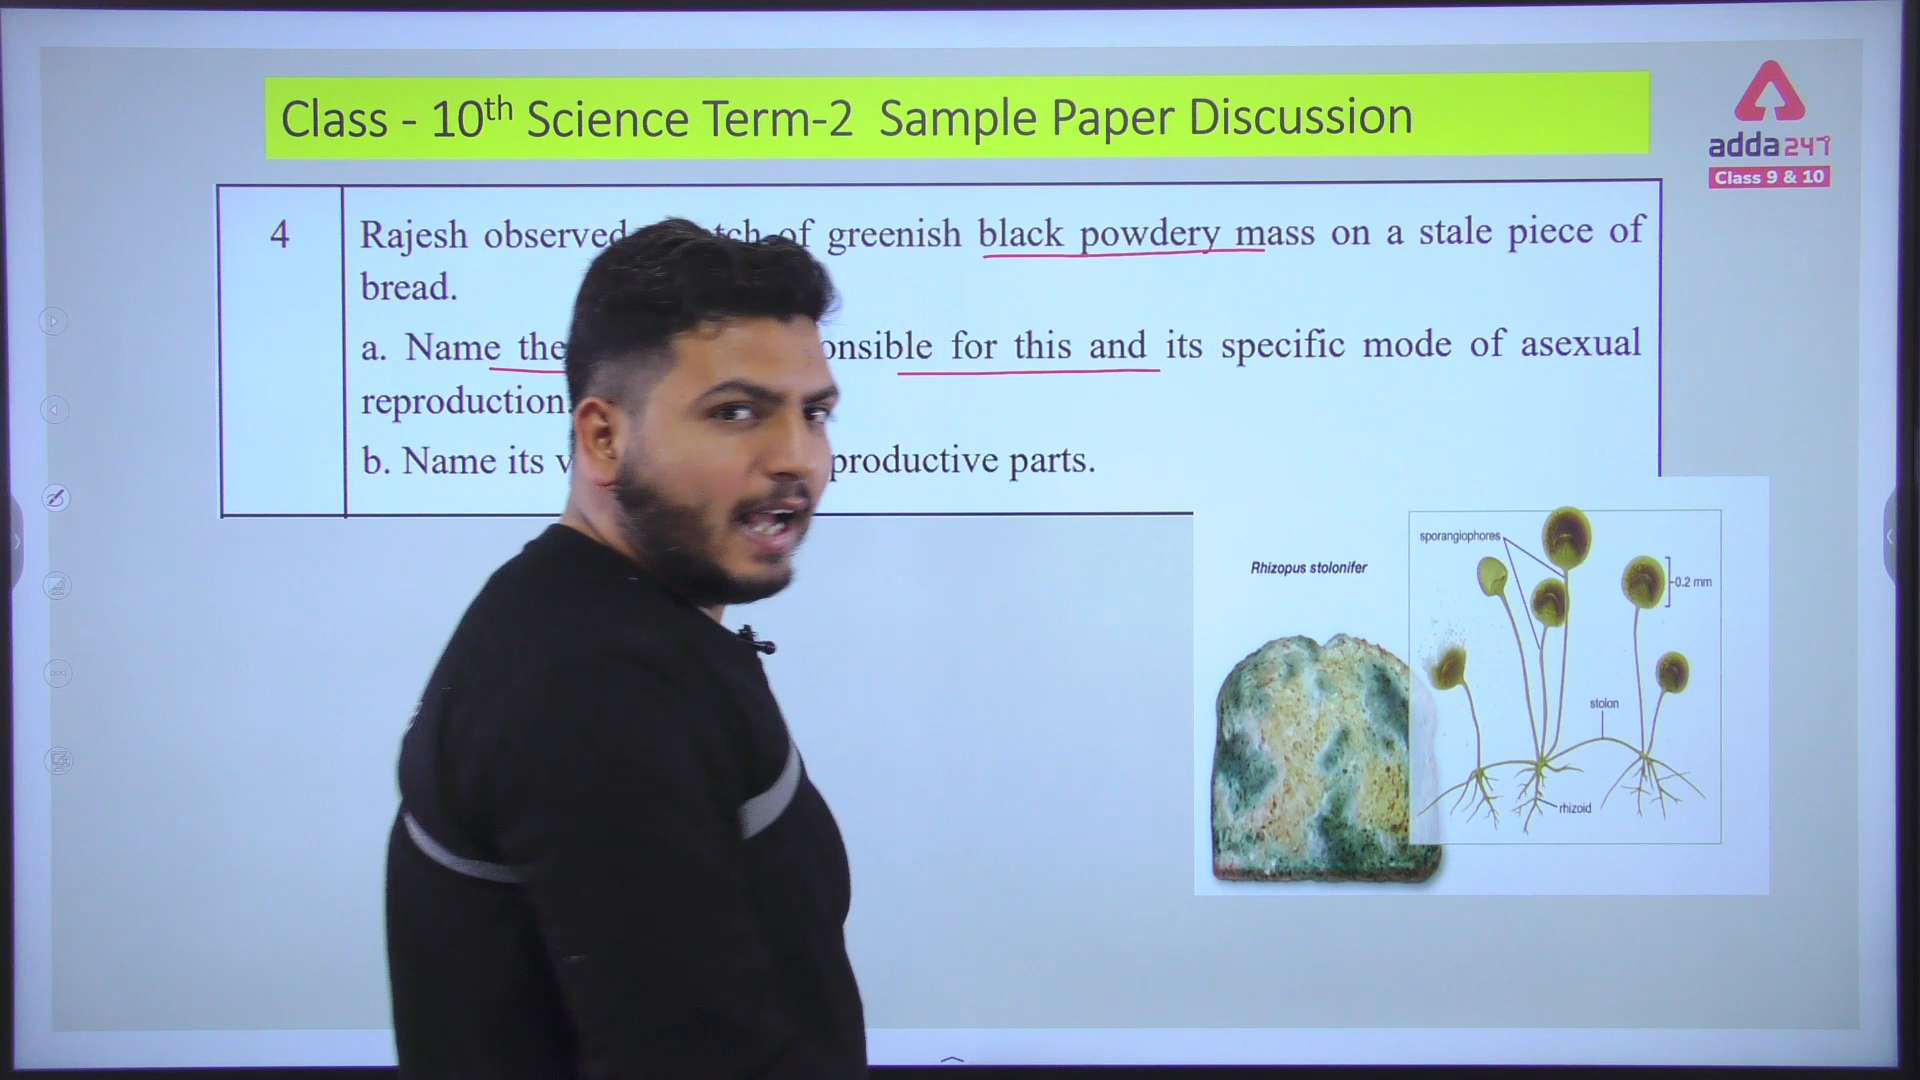 Class - 10th Science Term-2 Sample Paper Discussion
adda247
Class 9 & 10
4
Rajesh observed of greenish black powdery mass on a stale piece of
bread.
a. Name the for this and its specific mode of asexual
reproduction.
b. Name its parts.
sporangiophores
Rhizopus stolonifer
0.2 mm
stolon
rhizoid